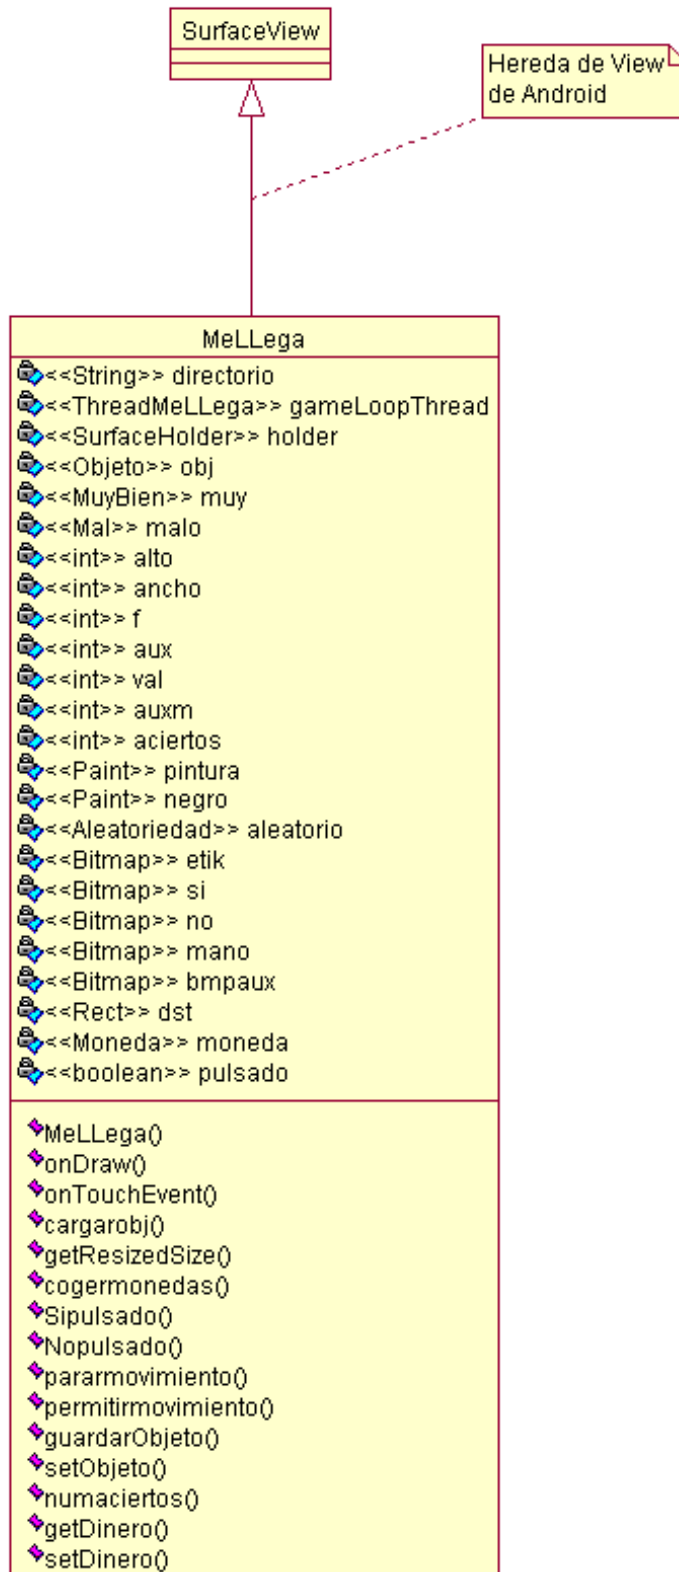 SurfaceView
Hereda de View
de Android
MeLLega
<<String>> directorio
<<ThreadMeLLega>> gameLoopThread
<<SurfaceHolder>> holder
<<Objeto>> obj
<<MuyBien>> muy
<<Mal>> malo
<<int>> alto
<<int>> ancho
<<int>> f
<<int>> aux
<<int>> val
<<int>> auxm
<<int>> aciertos
<<Paint>> pintura
<<Paint>> negro
<<Aleatoriedad>> aleatorio
<<Bitmap>> etik
<<Bitmap>> si
<<Bitmap>> no
<<Bitmap>> mano
<<Bitmap>> bmpaux
<<Rect>> dst
<<Moneda>> moneda
<<boolean>> pulsado
MeLLega()
onDraw()
onTouchEvent()
cargarobj()
getResizedSize()
cogermonedas()
Sipulsado()
Nopulsado()
pararmovimiento()
permitirmovimiento()
guardarObjeto()
setObjeto()
numaciertos()
getDinero()
setDinero()